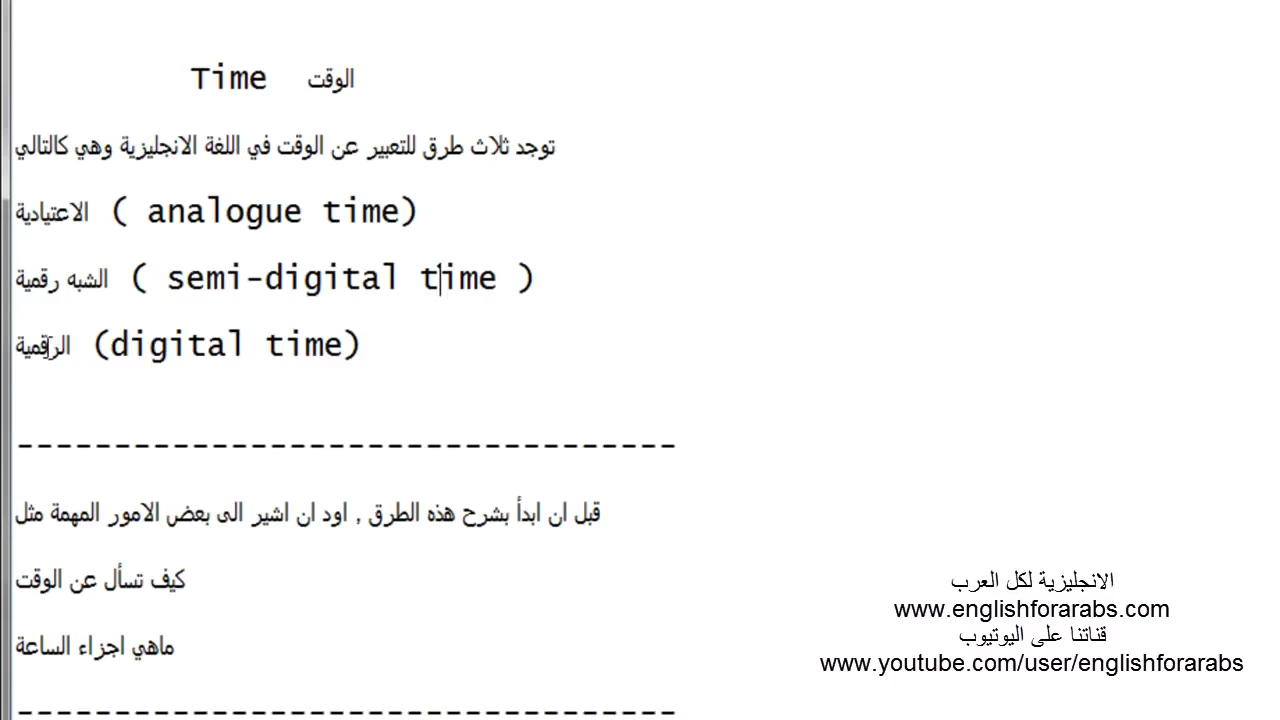 Time الوقت
توجد ثلاث طرق للتعبير عن الوقت في اللغة الانجليزية وهي كالتالي
الاعتيادية ( analogue time)
الشبه رقمية ( semi-digital time )
الرقمية (digital time)
-----------------------------------
قبل ان ابدأ بشرح هذه الطرق , اود ان اشير الى بعض الامور المهمة مثل
كيف تسأل عن الوقت
ماهي اجزاء الساعة
-----------------------------------
الانجليزية لكل العرب
www.englishforarabs.com
قناتنا على اليوتيوب
www.youtube.com/user/englishforarabs